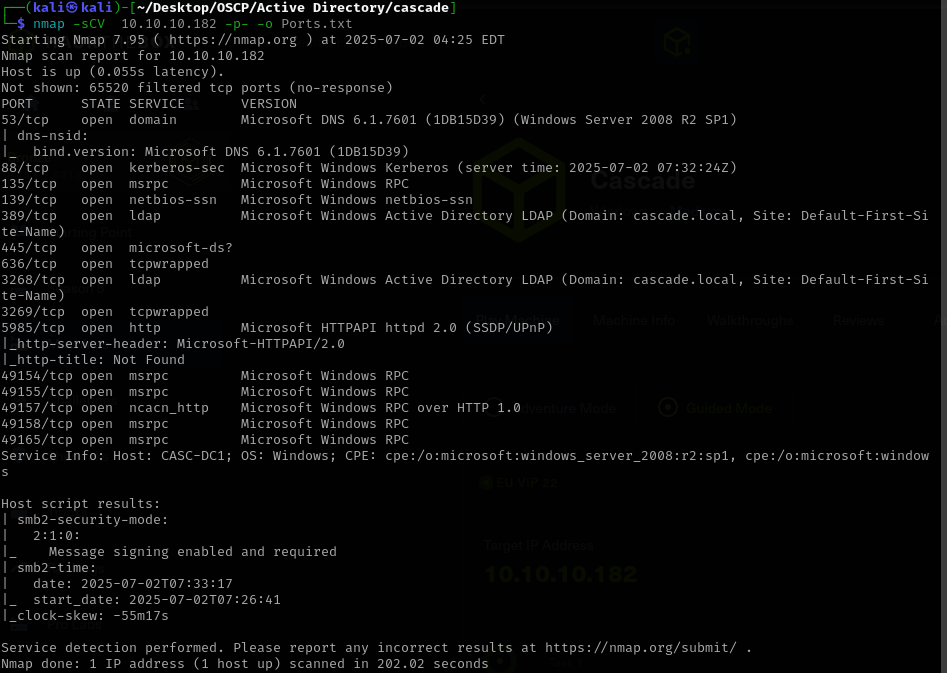 ┌──(kali㉿kali)-[~/Desktop/OSCP/Active Directory/cascade]
└─$ nmap -sCV  10.10.10.182 -p- -o Ports.txt
Starting Nmap 7.95 ( https://nmap.org ) at 2025-07-02 04:25 EDT
Nmap scan report for 10.10.10.182
Host is up (0.055s latency).
Not shown: 65520 filtered tcp ports (no-response)
PORT      STATE SERVICE       VERSION
53/tcp    open  domain        Microsoft DNS 6.1.7601 (1DB15D39) (Windows Server 2008 R2 SP1)
| dns-nsid:
|_  bind.version: Microsoft DNS 6.1.7601 (1DB15D39)
88/tcp    open  kerberos-sec  Microsoft Windows Kerberos (server time: 2025-07-02 07:32:24Z)
135/tcp   open  msrpc         Microsoft Windows RPC
139/tcp   open  netbios-ssn   Microsoft Windows netbios-ssn
389/tcp   open  ldap          Microsoft Windows Active Directory LDAP (Domain: cascade.local, Site: Default-First-Si
te-Name)
445/tcp   open  microsoft-ds?
636/tcp   open  tcpwrapped
3268/tcp  open  ldap          Microsoft Windows Active Directory LDAP (Domain: cascade.local, Site: Default-First-Si
te-Name)
3269/tcp  open  tcpwrapped
5985/tcp  open  http          Microsoft HTTPAPI httpd 2.0 (SSDP/UPnP)
|_http-server-header: Microsoft-HTTPAPI/2.0
|_http-title: Not Found
49154/tcp open  msrpc         Microsoft Windows RPC
49155/tcp open  msrpc         Microsoft Windows RPC
49157/tcp open  ncacn_http    Microsoft Windows RPC over HTTP 1.0
49158/tcp open  msrpc         Microsoft Windows RPC
49165/tcp open  msrpc         Microsoft Windows RPC
Service Info: Host: CASC-DC1; OS: Windows; CPE: cpe:/o:microsoft:windows_server_2008:r2:sp1, cpe:/o:microsoft:window
s

Host script results:
| smb2-security-mode:
|   2:1:0:
|_    Message signing enabled and required
| smb2-time:
|   date: 2025-07-02T07:33:17
|_  start_date: 2025-07-02T07:26:41
|_clock-skew: -55m17s

Service detection performed. Please report any incorrect results at https://nmap.org/submit/ .
Nmap done: 1 IP address (1 host up) scanned in 202.02 seconds
Cascade
Machine Info
Walkthroughs
Reviews
Adventure Mode
Guided Mode
EU VIP 22
Target IP Address
10.10.10.182